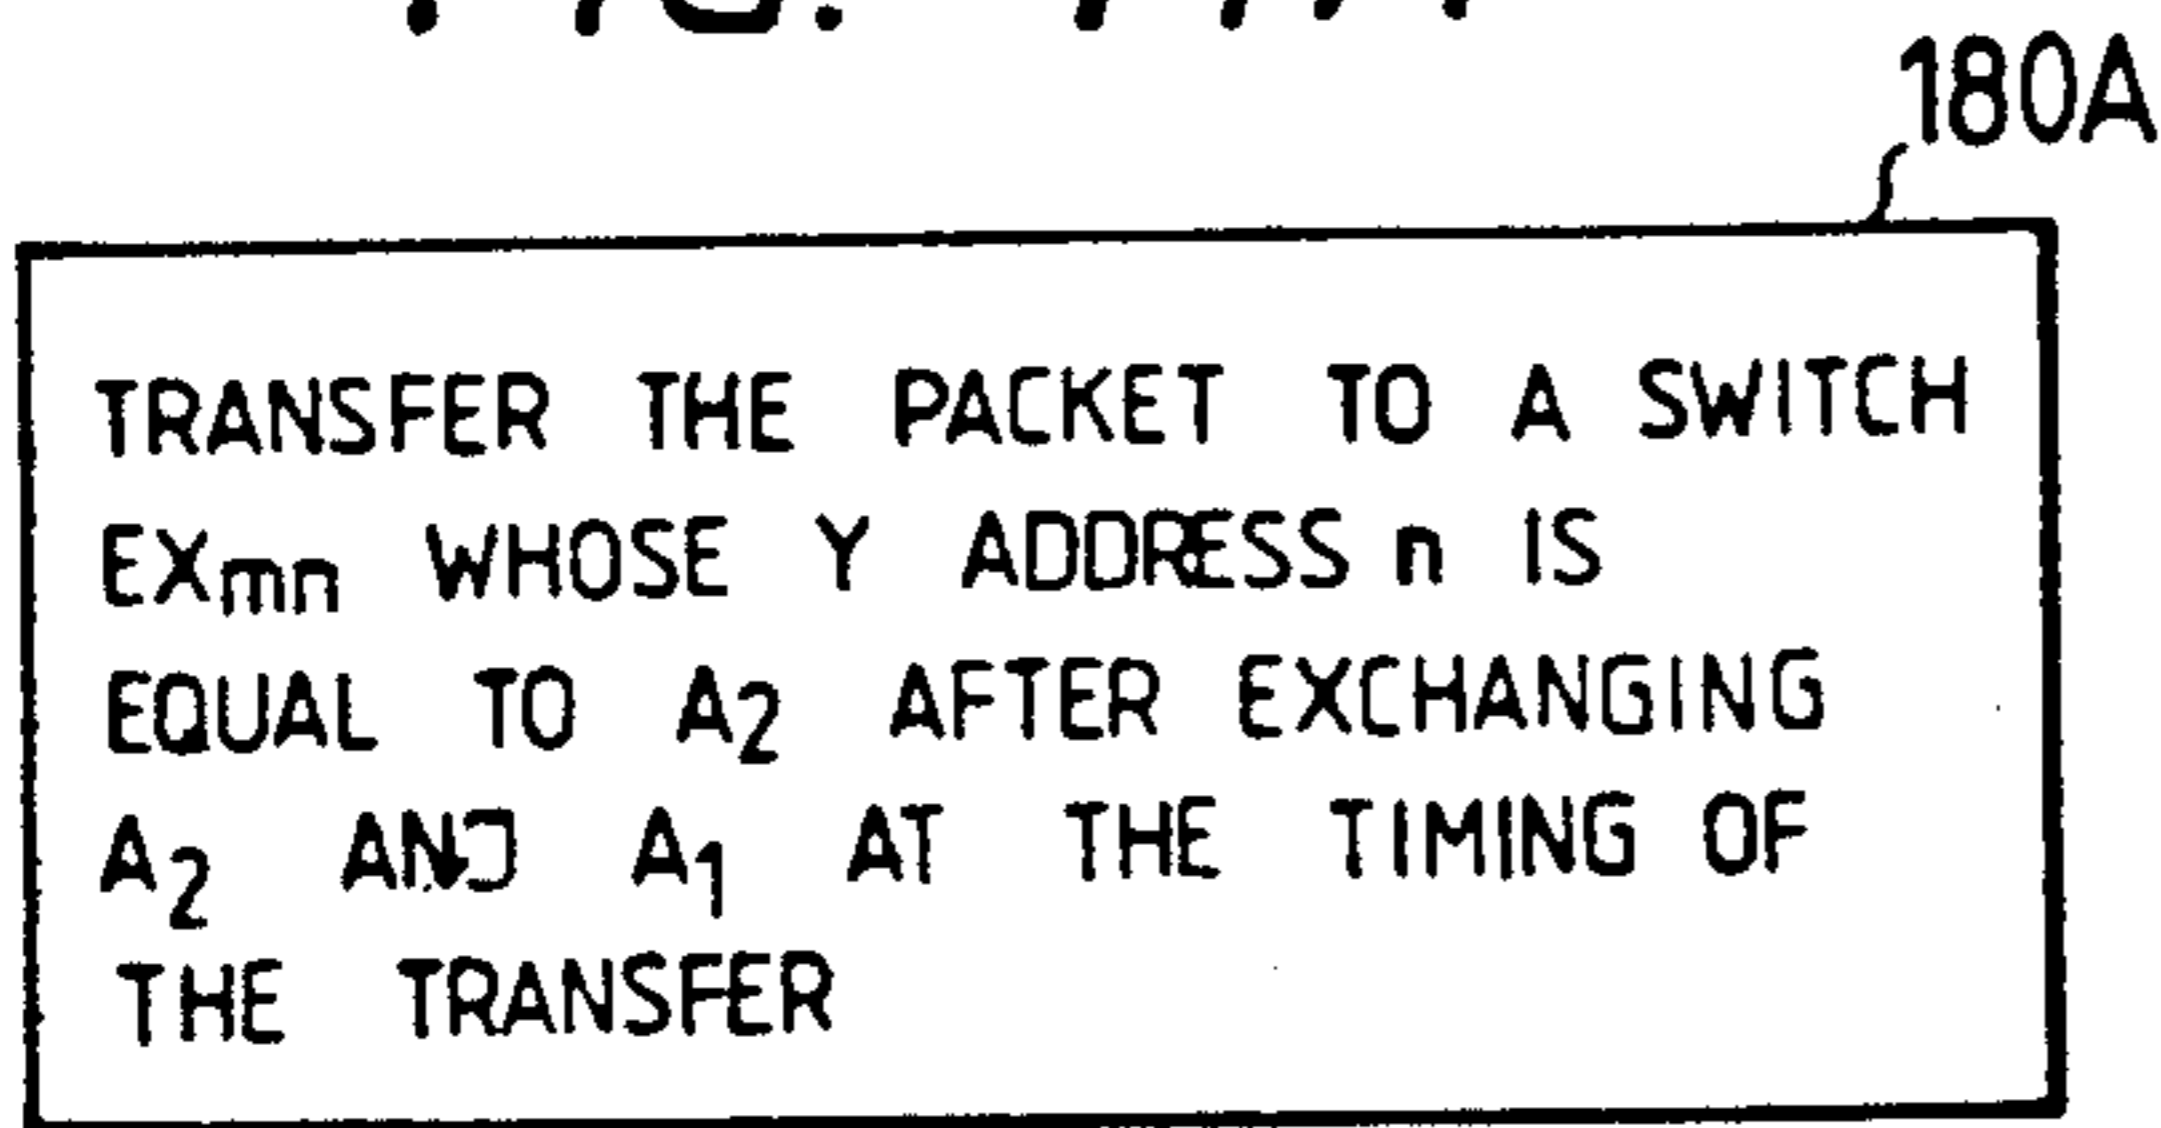 180A
TRANSFER THE PACKET TO A SWITCH
EXmn WHOSE Y ADDRESS n IS
EQUAL TO A2 AFTER EXCHANGING
A2 AND A1 AT THE TIMING OF
THE TRANSFER